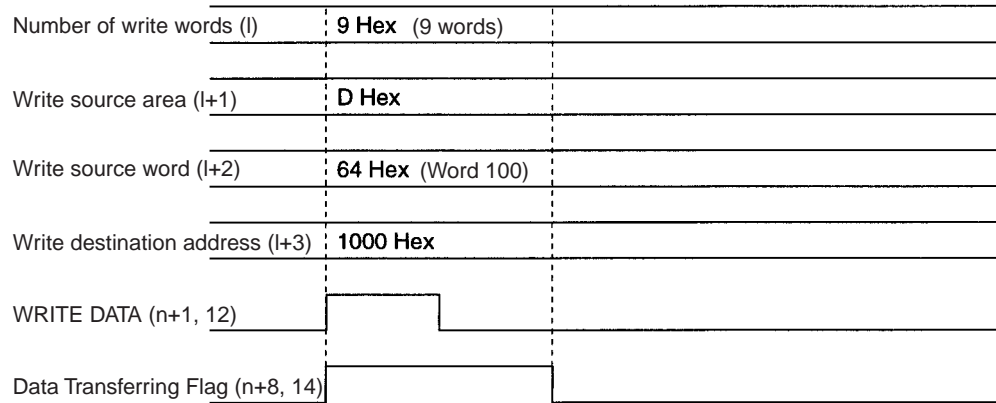 Number of write words (l) 9 Hex (9 words)
Write source area (l+1) D Hex
Write source word (l+2) 64 Hex (Word 100)
Write destination address (l+3) 1000 Hex
WRITE DATA (n+1, 12)
Data Transferring Flag (n+8, 14)